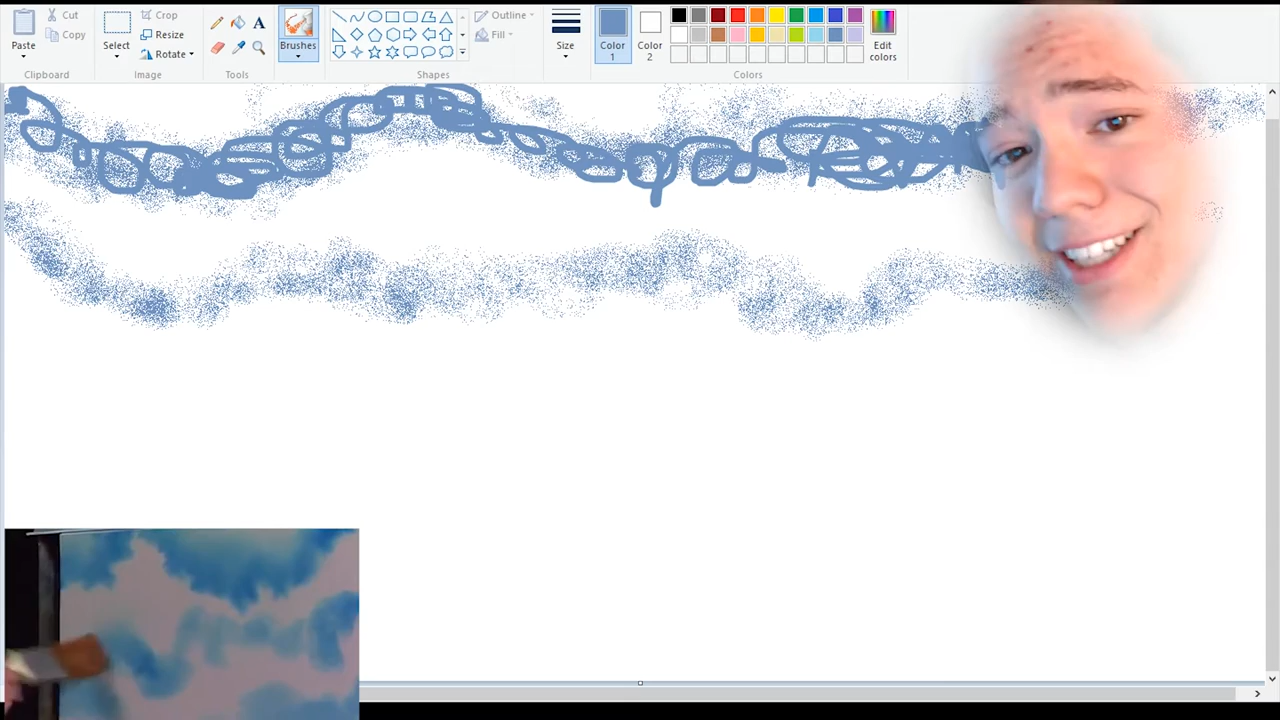 Cut
Copy
Paste
Clipboard
Crop
Resize
Rotate
Select
Image
A
Tools
Brushes
Outline
Fill
Shapes
Size
Color
1
Color
2
Edit
colors
Colors